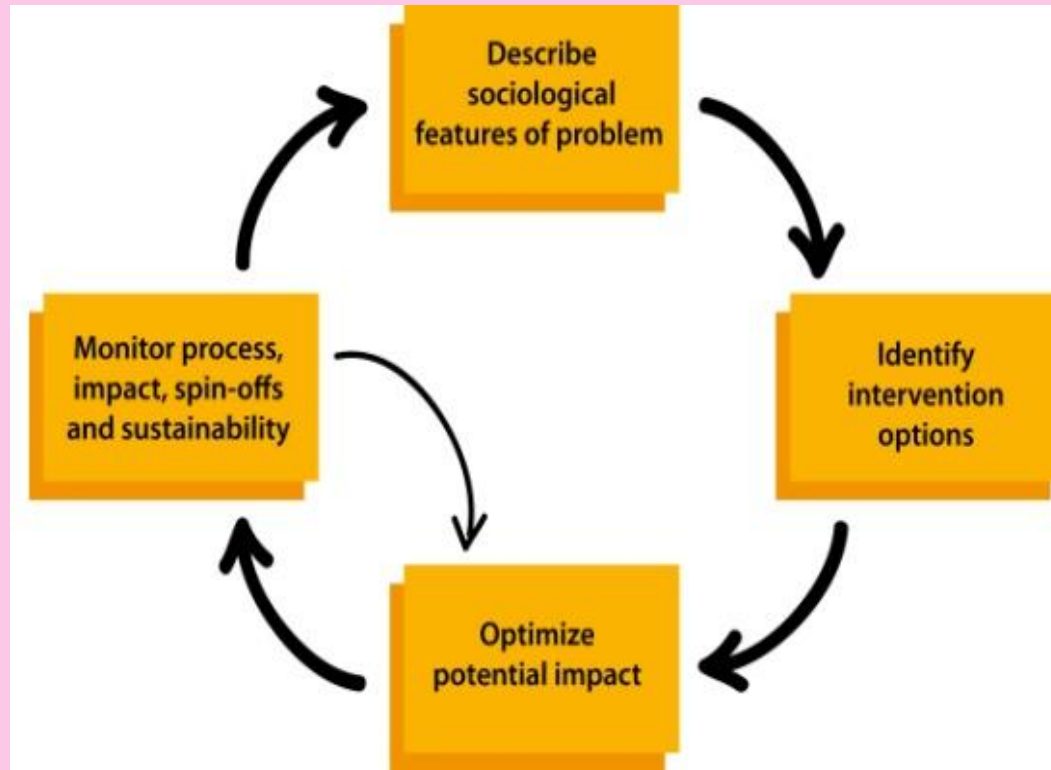 Describe
sociological
features of problem
Identify
intervention
options
Optimize
potential impact
Monitor process,
impact, spin-offs
and sustainability